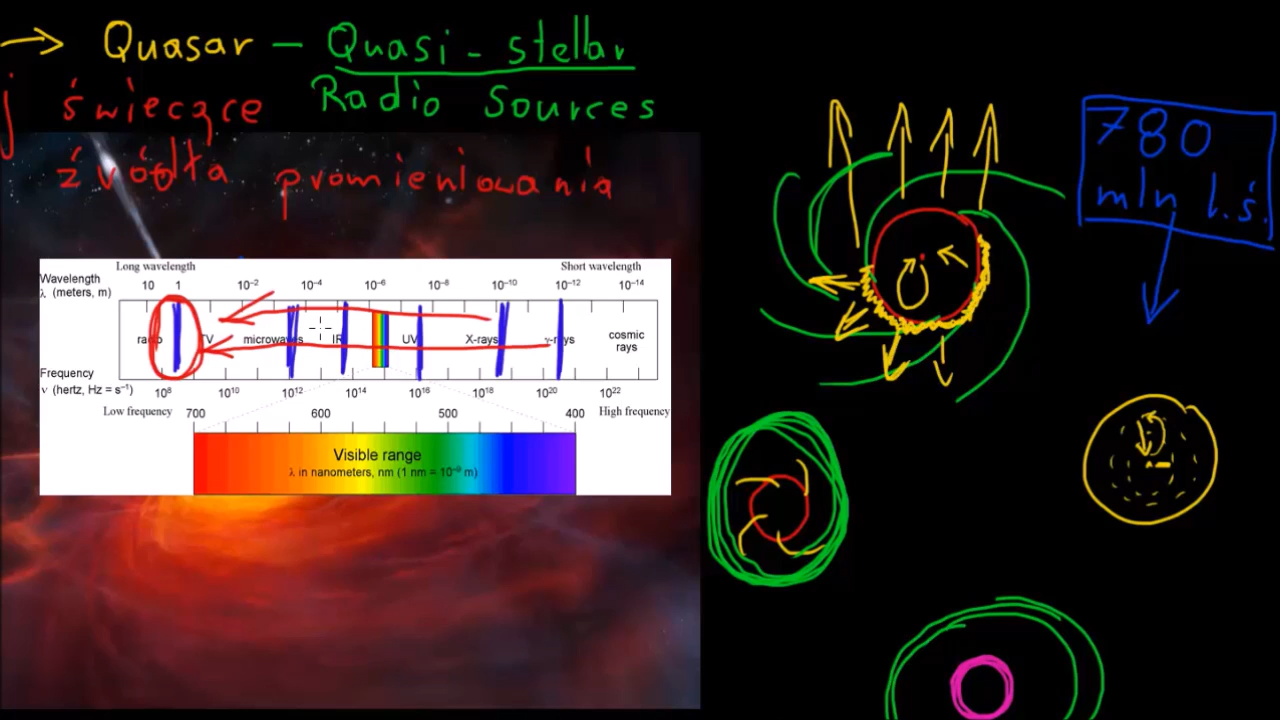 → Quasar - Quasi-stellar
Radio Sources
j świecące
źródła promieniowania
780
mln l.ś.
Long wavelength
Short wavelength
Wavelength
λ (meters, m)
10 1 10⁻² 10⁻⁴ 10⁻⁶ 10⁻⁸ 10⁻¹⁰ 10⁻¹² 10⁻¹⁴
radio TV microwaves IR UV X-rays γ-rays cosmic rays
Frequency
ν (hertz, Hz = s⁻¹)
10⁸ 10¹⁰ 10¹² 10¹⁴ 10¹⁶ 10¹⁸ 10²⁰ 10²²
Low frequency 700 600 500 400 High frequency
Visible range
λ in nanometers, nm (1 nm = 10⁻⁹ m)